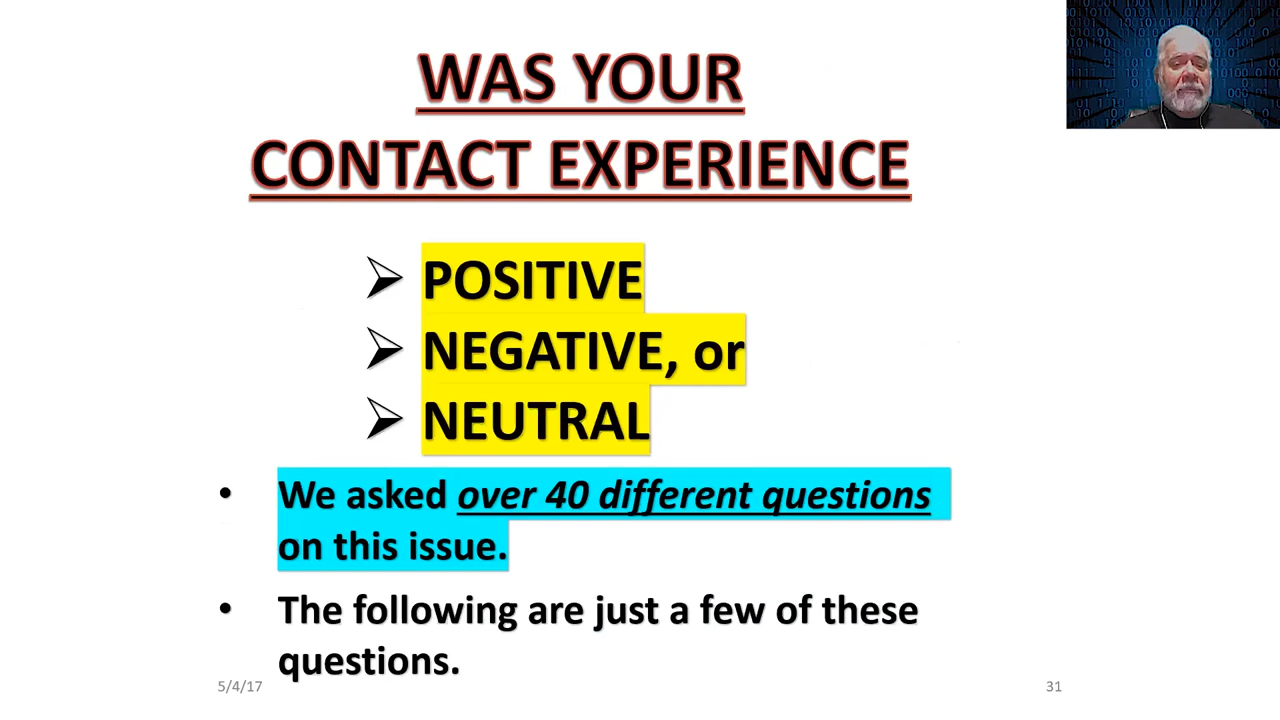 WAS YOUR
CONTACT EXPERIENCE
➢ POSITIVE
➢ NEGATIVE, or
➢ NEUTRAL
• We asked over 40 different questions
on this issue.
• The following are just a few of these
questions.
5/4/17
31